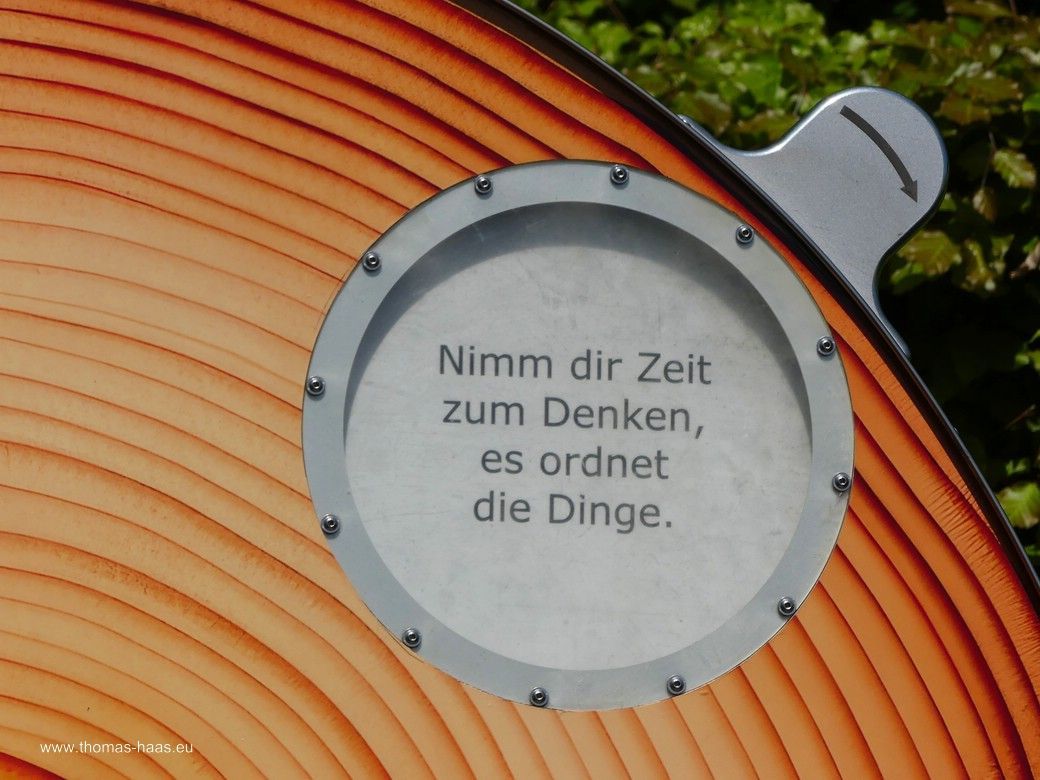 Nimm dir Zeit
zum Denken,
es ordnet
die Dinge.
www.thomas-haas.eu